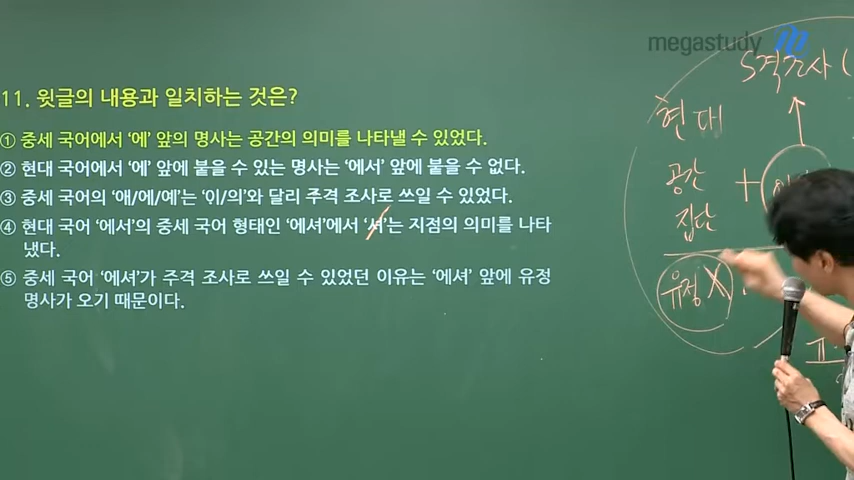 megastudy
11. 윗글의 내용과 일치하는 것은?
① 중세 국어에서 '에' 앞의 명사는 공간의 의미를 나타낼 수 있었다.
② 현대 국어에서 '에' 앞에 붙을 수 있는 명사는 '에서' 앞에 붙을 수 없다.
③ 중세 국어의 '애/에/예'는 'ᄋᆡ/의'와 달리 주격 조사로 쓰일 수 있었다.
④ 현대 국어 '에서'의 중세 국어 형태인 '에셔'에서 '셔'는 지점의 의미를 나타
냈다.
⑤ 중세 국어 '에셔'가 주격 조사로 쓰일 수 있었던 이유는 '에셔' 앞에 유정
명사가 오기 때문이다.
S격조사 (
현대
공간
집단
+
유정 X